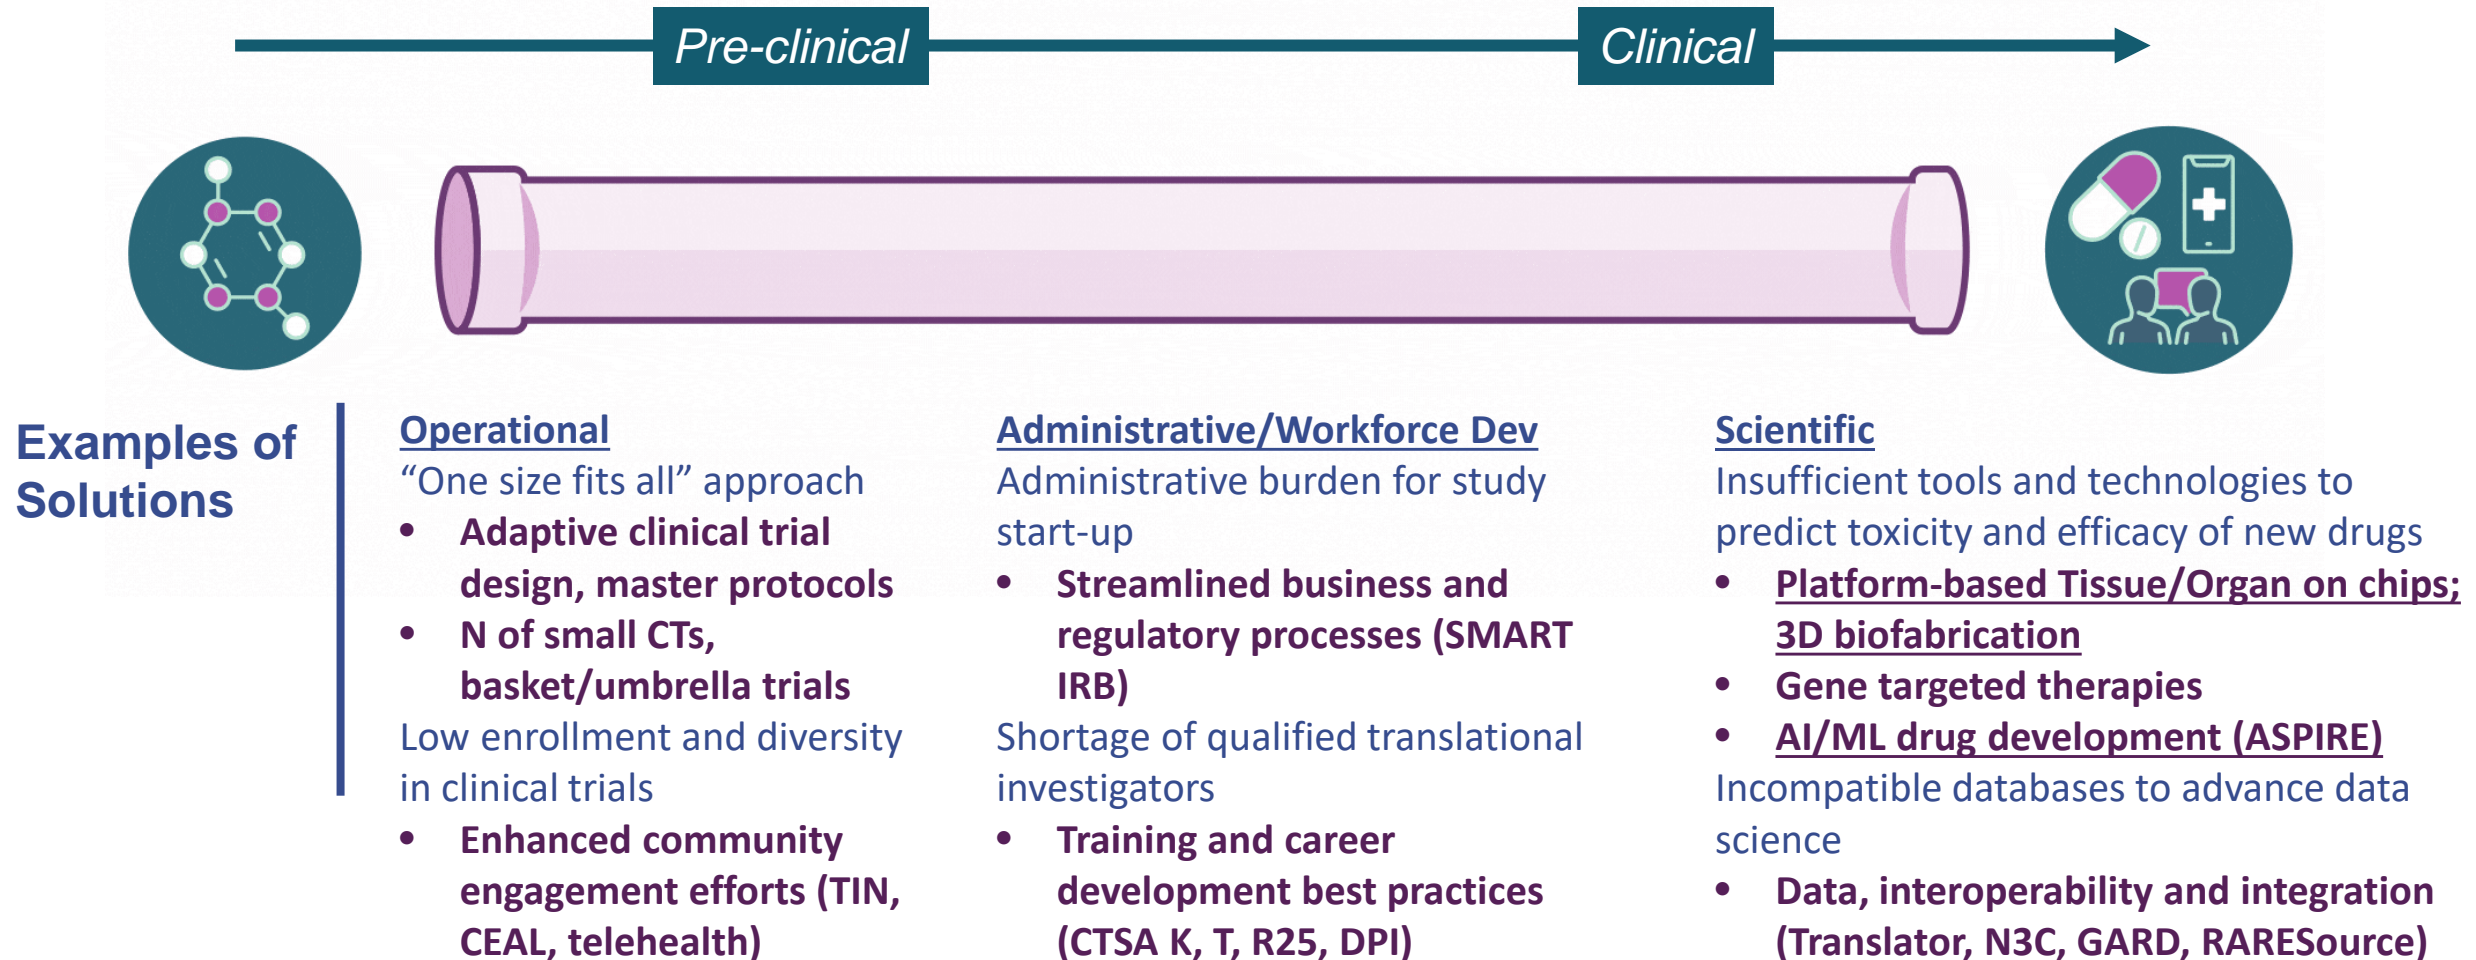 Pre-clinical
Clinical
Examples of
Solutions
Operational
“One size fits all” approach
• Adaptive clinical trial
design, master protocols
• N of small CTs,
basket/umbrella trials
Low enrollment and diversity
in clinical trials
• Enhanced community
engagement efforts (TIN,
CEAL, telehealth)
Administrative/Workforce Dev
Administrative burden for study
start-up
• Streamlined business and
regulatory processes (SMART
IRB)
Shortage of qualified translational
investigators
• Training and career
development best practices
(CTSA K, T, R25, DPI)
Scientific
Insufficient tools and technologies to
predict toxicity and efficacy of new drugs
• Platform-based Tissue/Organ on chips;
3D biofabrication
• Gene targeted therapies
• AI/ML drug development (ASPIRE)
Incompatible databases to advance data
science
• Data, interoperability and integration
(Translator, N3C, GARD, RARESource)